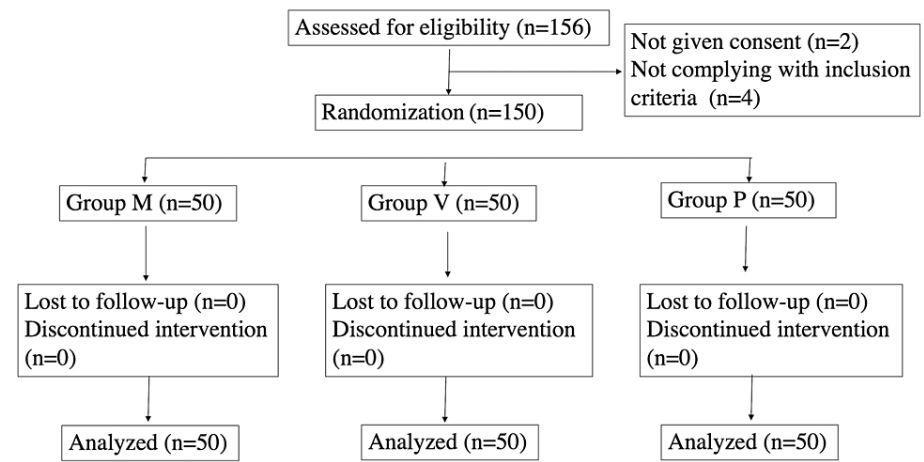 Assessed for eligibility (n=156)
Not given consent (n=2)
Not complying with inclusion
criteria  (n=4)
Randomization (n=150)
Group M (n=50)
Group V (n=50)
Group P (n=50)
Lost to follow-up (n=0)
Discontinued intervention
(n=0)
Lost to follow-up (n=0)
Discontinued intervention
(n=0)
Lost to follow-up (n=0)
Discontinued intervention
(n=0)
Analyzed (n=50)
Analyzed (n=50)
Analyzed (n=50)